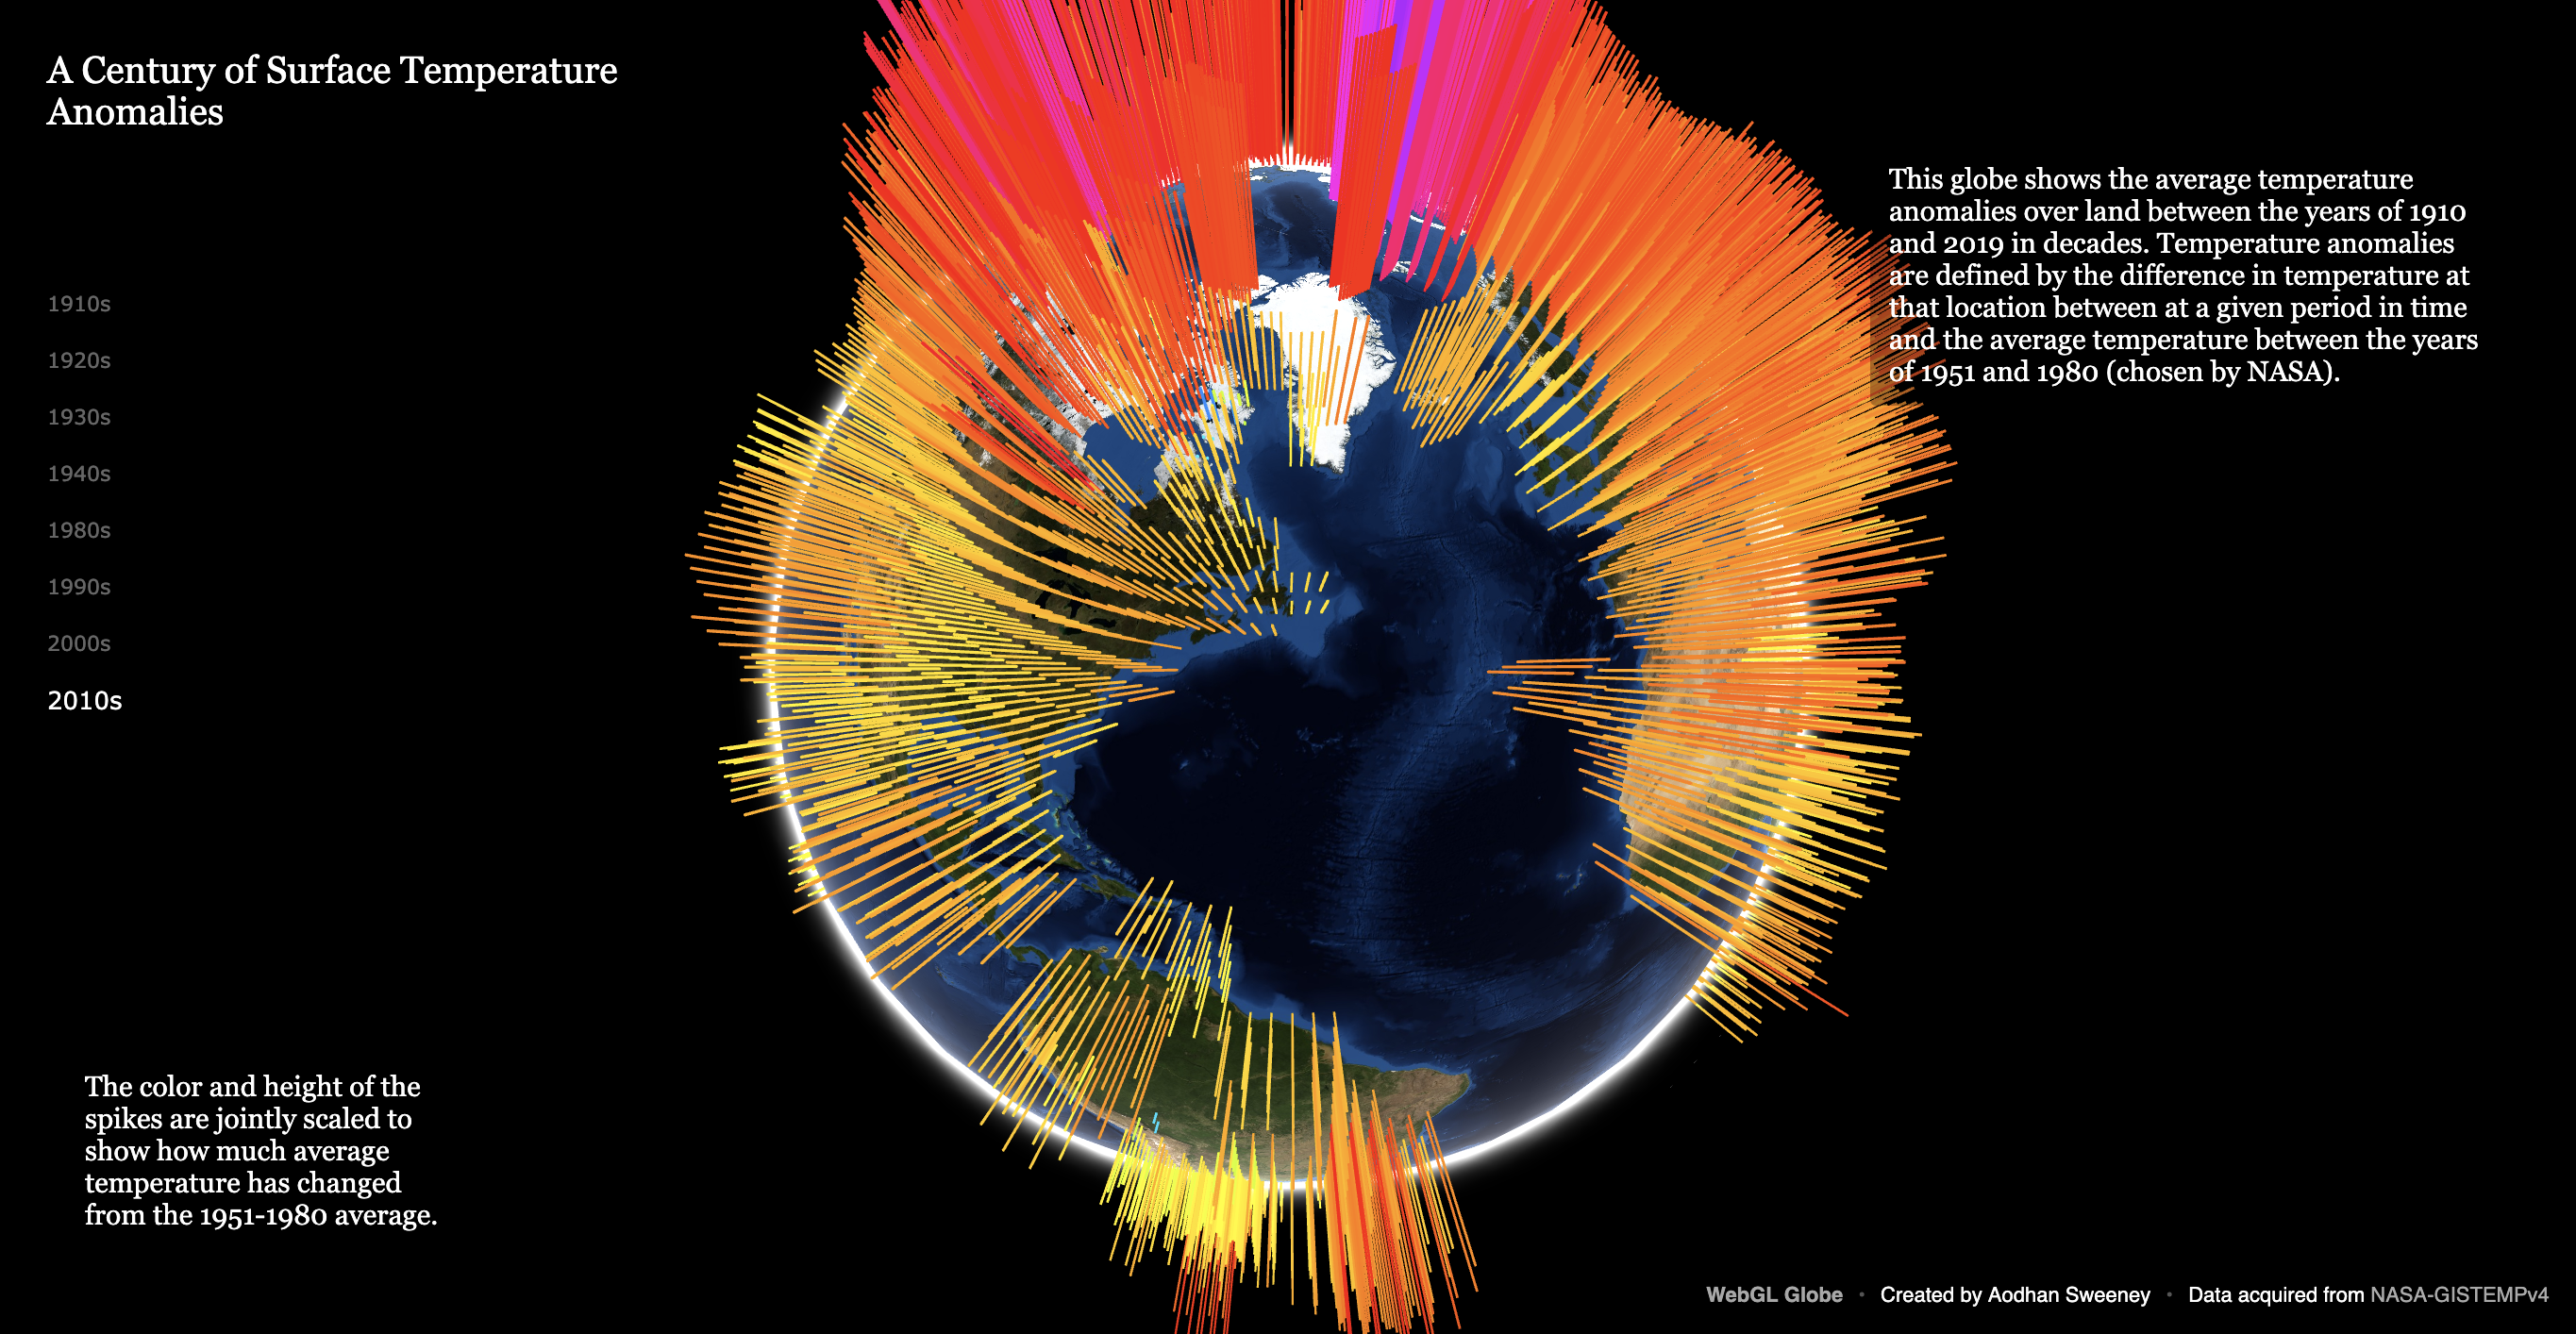 A Century of Surface Temperature
Anomalies
This globe shows the average temperature
anomalies over land between the years of 1910
and 2019 in decades. Temperature anomalies
are defined by the difference in temperature at
that location between at a given period in time
and the average temperature between the years
of 1951 and 1980 (chosen by NASA).
1910s
1920s
1930s
1940s
1980s
1990s
2000s
2010s
The color and height of the
spikes are jointly scaled to
show how much average
temperature has changed
from the 1951-1980 average.
WebGL Globe • Created by Aodhan Sweeney • Data acquired from NASA-GISTEMPv4